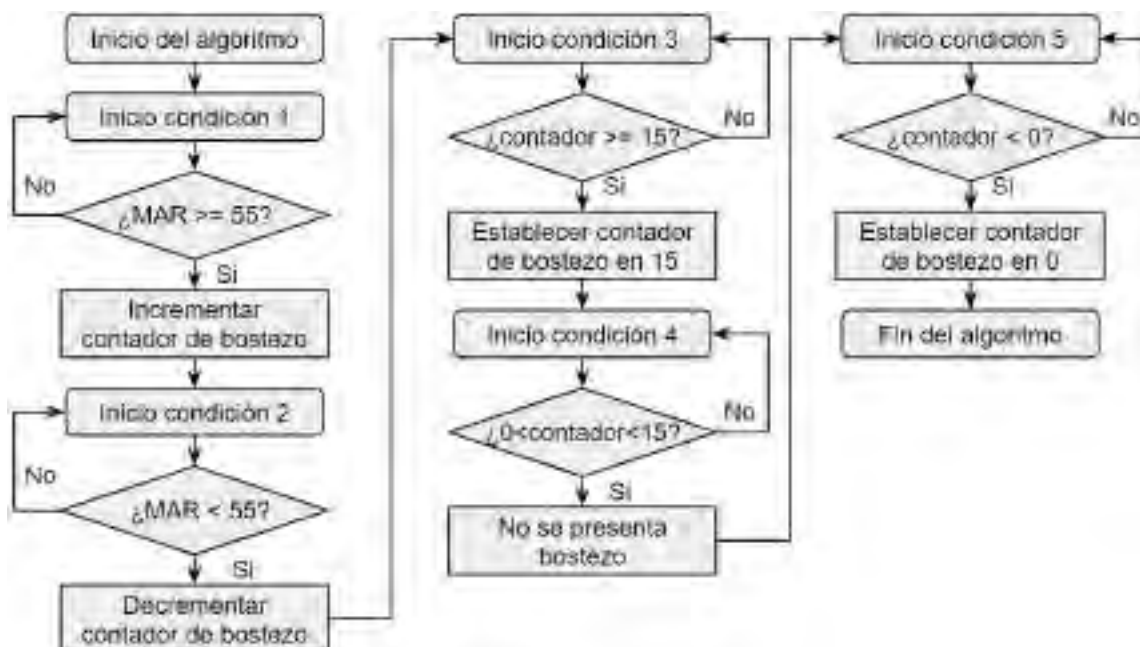 Inicio del algoritmo
Inicio condición 1
No
¿MAR >= 55?
Si
Incrementar
contador de bostezo
Inicio condición 2
No
¿MAR < 55?
Si
Decrementar
contador de bostezo
Inicio condición 3
¿contador >= 15?
No
Si
Establecer contador
de bostezo en 15
Inicio condición 4
No
¿0<contador<15?
Si
No se presenta
bostezo
Inicio condición 5
No
¿contador < 0?
Si
Establecer contador
de bostezo en 0
Fin del algoritmo